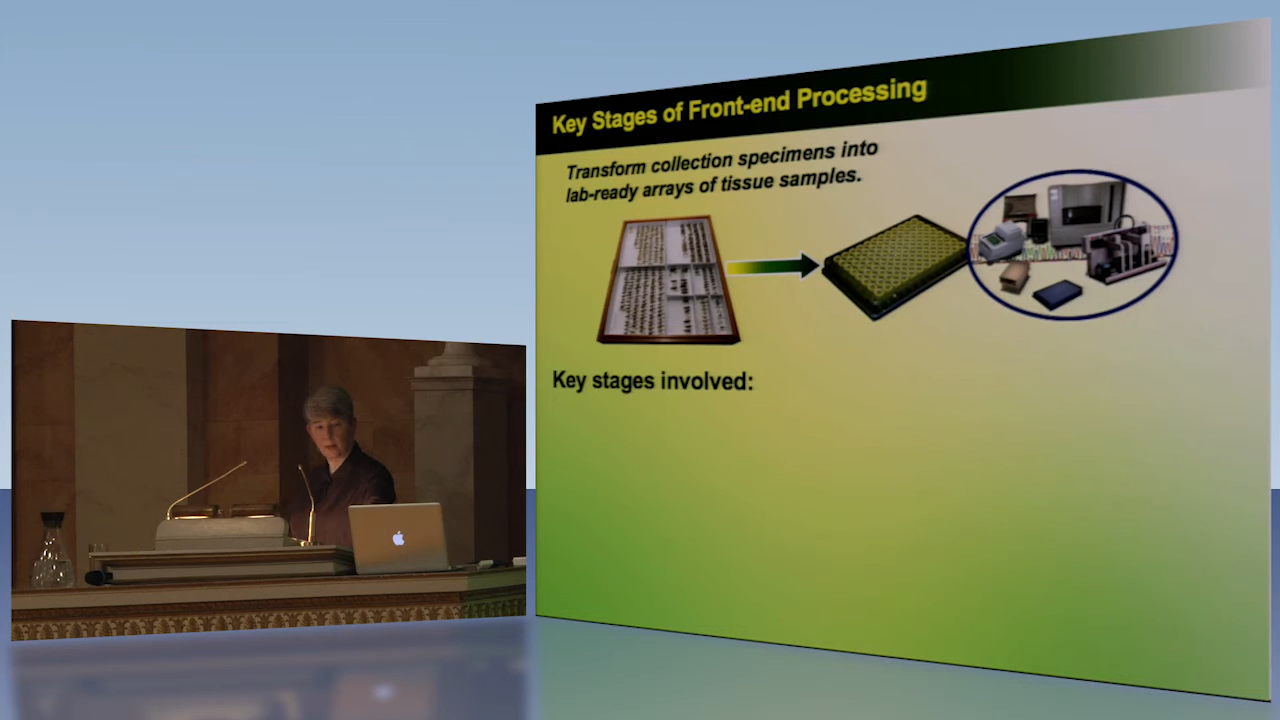 Key Stages of Front-end Processing
Transform collection specimens into
lab-ready arrays of tissue samples.
Key stages involved: